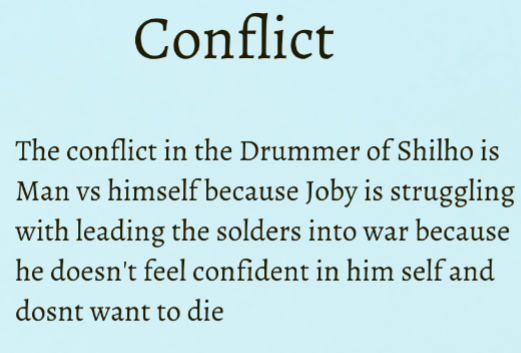 Conflict
The conflict in the Drummer of Shilho is
Man vs himself because Joby is struggling
with leading the solders into war because
he doesn't feel confident in him self and
dosnt want to die